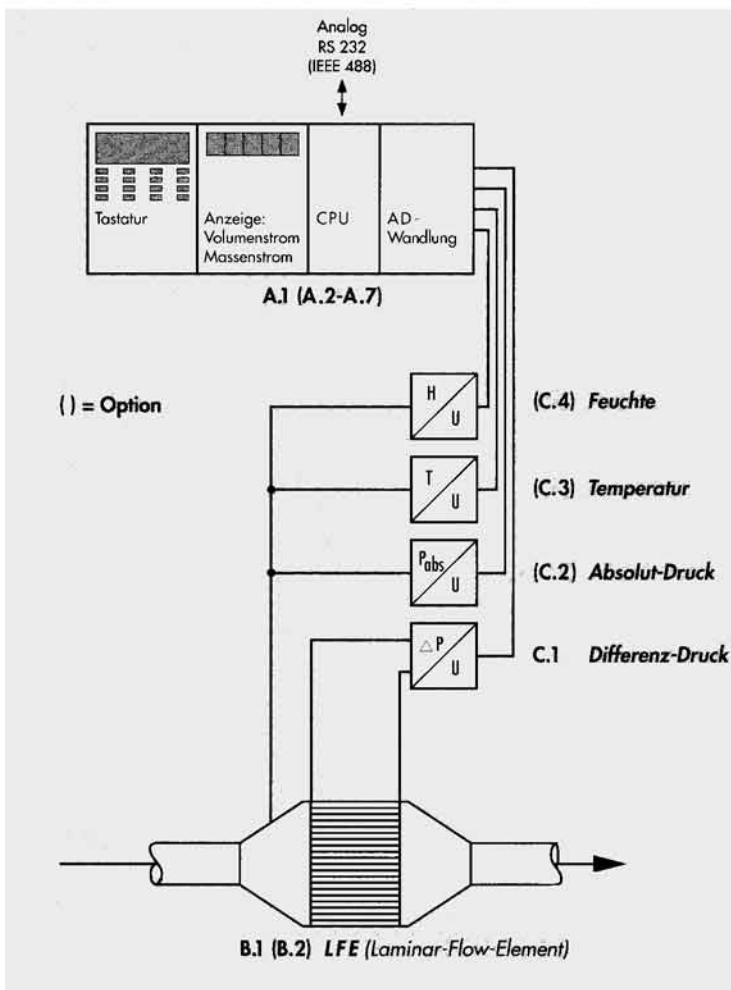 Analog
RS 232
(IEEE 488)
Tastatur
Anzeige:
Volumenstrom
Massenstrom
CPU
AD-
Wandlung
A.1 (A.2-A.7)
( ) = Option
H
U
(C.4) Feuchte
T
U
(C.3) Temperatur
Pabs
U
(C.2) Absolut-Druck
△P
U
C.1 Differenz-Druck
B.1 (B.2) LFE (Laminar-Flow-Element)